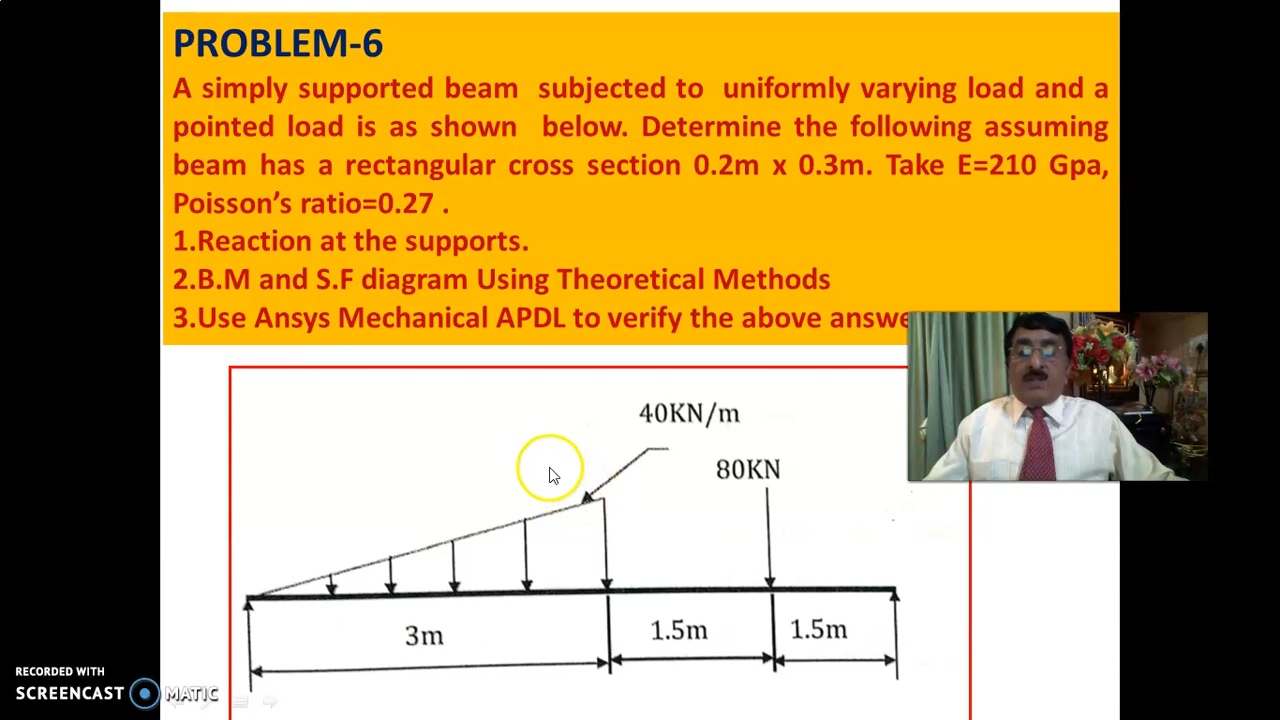 PROBLEM-6
A simply supported beam subjected to uniformly varying load and a
pointed load is as shown below. Determine the following assuming
beam has a rectangular cross section 0.2m x 0.3m. Take E=210 Gpa,
Poisson's ratio=0.27 .
1.Reaction at the supports.
2.B.M and S.F diagram Using Theoretical Methods
3.Use Ansys Mechanical APDL to verify the above answe
40KN/m
80KN
3m
1.5m
1.5m
RECORDED WITH
SCREENCAST MATIC